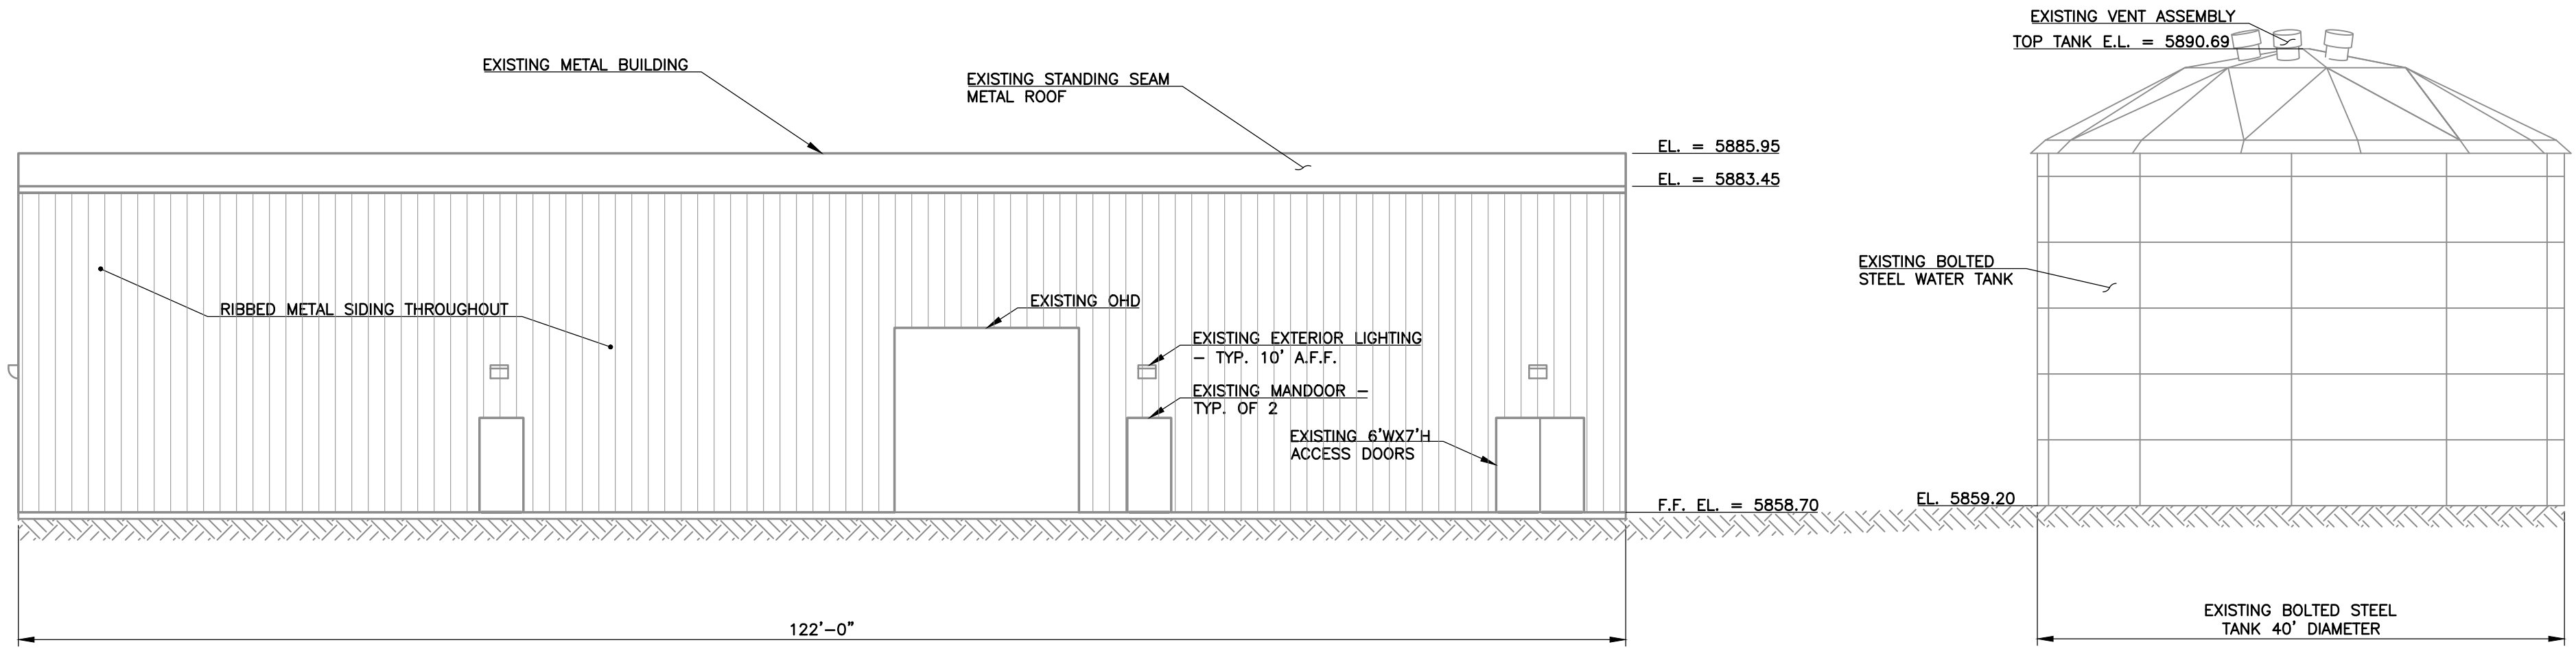 EXISTING VENT ASSEMBLY
TOP TANK E.L. = 5890.69
EXISTING METAL BUILDING
EXISTING STANDING SEAM
METAL ROOF
EL. = 5885.95
EL. = 5883.45
EXISTING BOLTED
STEEL WATER TANK
RIBBED METAL SIDING THROUGHOUT
EXISTING OHD
EXISTING EXTERIOR LIGHTING
- TYP. 10' A.F.F.
EXISTING MANDOOR -
TYP. OF 2
EXISTING 6'WX7'H
ACCESS DOORS
F.F. EL. = 5858.70
EL. 5859.20
122'-0"
EXISTING BOLTED STEEL
TANK 40' DIAMETER